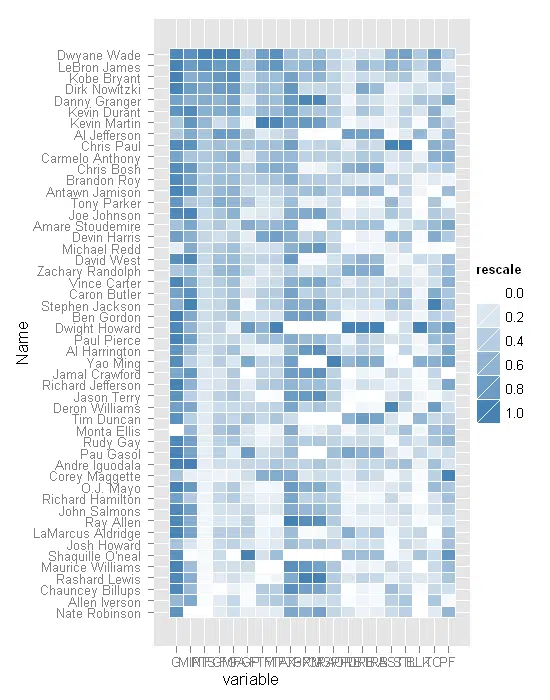 Dwyane Wade
LeBron James
Kobe Bryant
Dirk Nowitzki
Danny Granger
Kevin Durant
Kevin Martin
Al Jefferson
Chris Paul
Carmelo Anthony
Chris Bosh
Brandon Roy
Antawn Jamison
Tony Parker
Joe Johnson
Amare Stoudemire
Devin Harris
Michael Redd
David West
Zachary Randolph
Vince Carter
Caron Butler
Stephen Jackson
Ben Gordon
Dwight Howard
Paul Pierce
Al Harrington
Yao Ming
Jamal Crawford
Richard Jefferson
Jason Terry
Deron Williams
Tim Duncan
Monta Ellis
Rudy Gay
Pau Gasol
Andre Iguodala
Corey Maggette
O.J. Mayo
Richard Hamilton
John Salmons
Ray Allen
LaMarcus Aldridge
Josh Howard
Shaquille O'neal
Maurice Williams
Rashard Lewis
Chauncey Billups
Allen Iverson
Nate Robinson
Name
rescale
0.0
0.2
0.4
0.6
0.8
1.0
G PF
variable